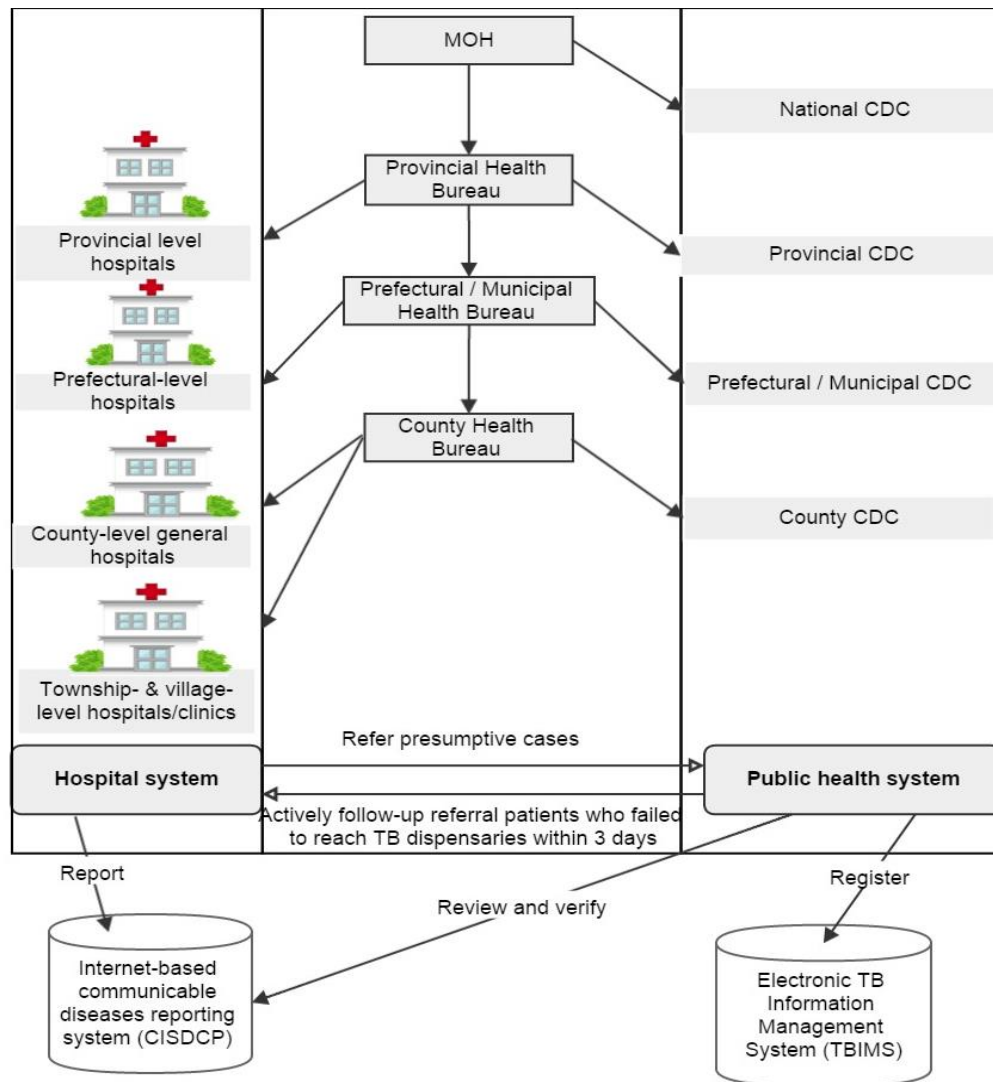 MOH
National CDC
Provincial Health
Bureau
Provincial level
hospitals
Provincial CDC
Prefectural / Municipal
Health Bureau
Prefectural-level
hospitals
Prefectural / Municipal CDC
County Health
Bureau
County-level general
hospitals
County CDC
Township- & village-
level hospitals/clinics
Refer presumptive cases
Hospital system
Public health system
Actively follow-up referral patients who failed
to reach TB dispensaries within 3 days
Report
Review and verify
Register
Internet-based
communicable
diseases reporting
system (CISDCP)
Electronic TB
Information
Management
System (TBIMS)